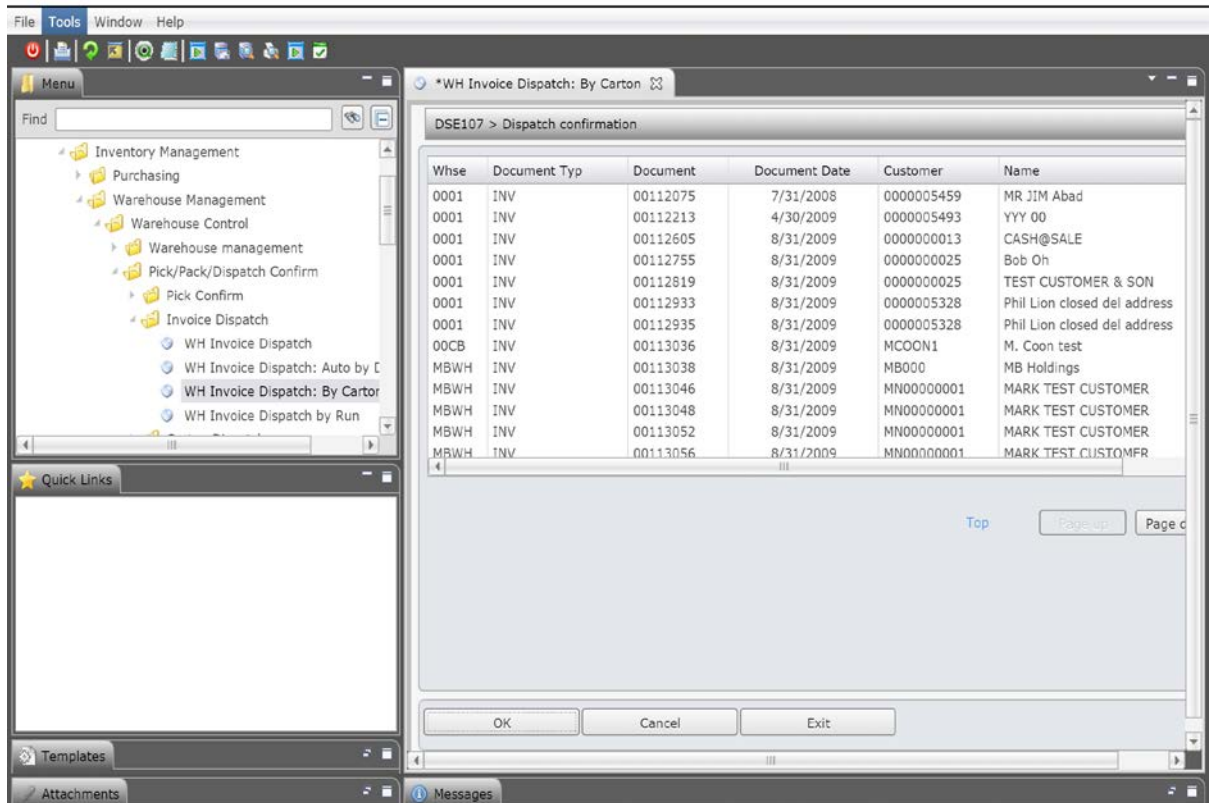 File Tools Window Help
Menu
Find
Inventory Management
Purchasing
Warehouse Management
Warehouse Control
Warehouse management
Pick/Pack/Dispatch Confirm
Pick Confirm
Invoice Dispatch
WH Invoice Dispatch
WH Invoice Dispatch: Auto by D
WH Invoice Dispatch: By Carton
WH Invoice Dispatch by Run
Quick Links
Templates
Attachments
*WH Invoice Dispatch: By Carton
DSE107 > Dispatch confirmation
Whse Document Typ Document Document Date Customer Name
0001 INV 00112075 7/31/2008 0000005459 MR JIM Abad
0001 INV 00112213 4/30/2009 0000005493 YYY 00
0001 INV 00112605 8/31/2009 0000000013 CASH@SALE
0001 INV 00112755 8/31/2009 0000000025 Bob Oh
0001 INV 00112819 8/31/2009 0000000025 TEST CUSTOMER & SON
0001 INV 00112933 8/31/2009 0000005328 Phil Lion closed del address
0001 INV 00112935 8/31/2009 0000005328 Phil Lion closed del address
00CB INV 00113036 8/31/2009 MCOON1 M. Coon test
MBWH INV 00113038 8/31/2009 MB000 MB Holdings
MBWH INV 00113046 8/31/2009 MN00000001 MARK TEST CUSTOMER
MBWH INV 00113048 8/31/2009 MN00000001 MARK TEST CUSTOMER
MBWH INV 00113052 8/31/2009 MN00000001 MARK TEST CUSTOMER
MBWH INV 00113056 8/31/2009 MN00000001 MARK TEST CUSTOMER
Top Page up Page d
OK Cancel Exit
Messages